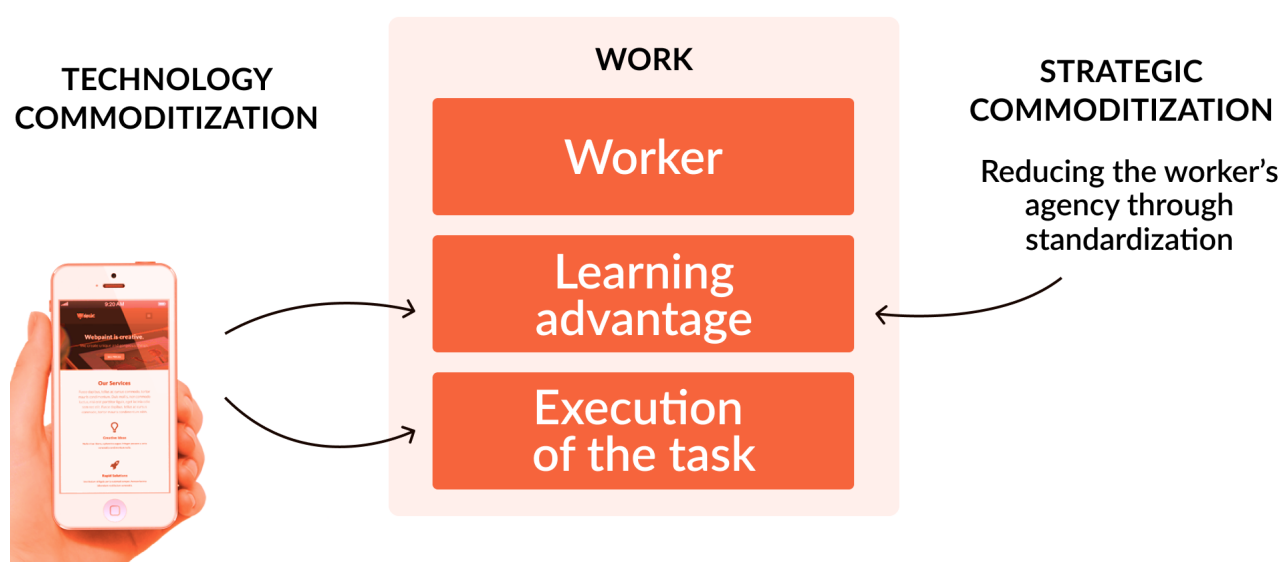 TECHNOLOGY
COMMODITIZATION
WORK
Worker
Learning
advantage
Execution
of the task
STRATEGIC
COMMODITIZATION
Reducing the worker’s
agency through
standardization
9:20 AM
Webpaint is creative.
Our Services
Creative Ideas
Rapid Solutions